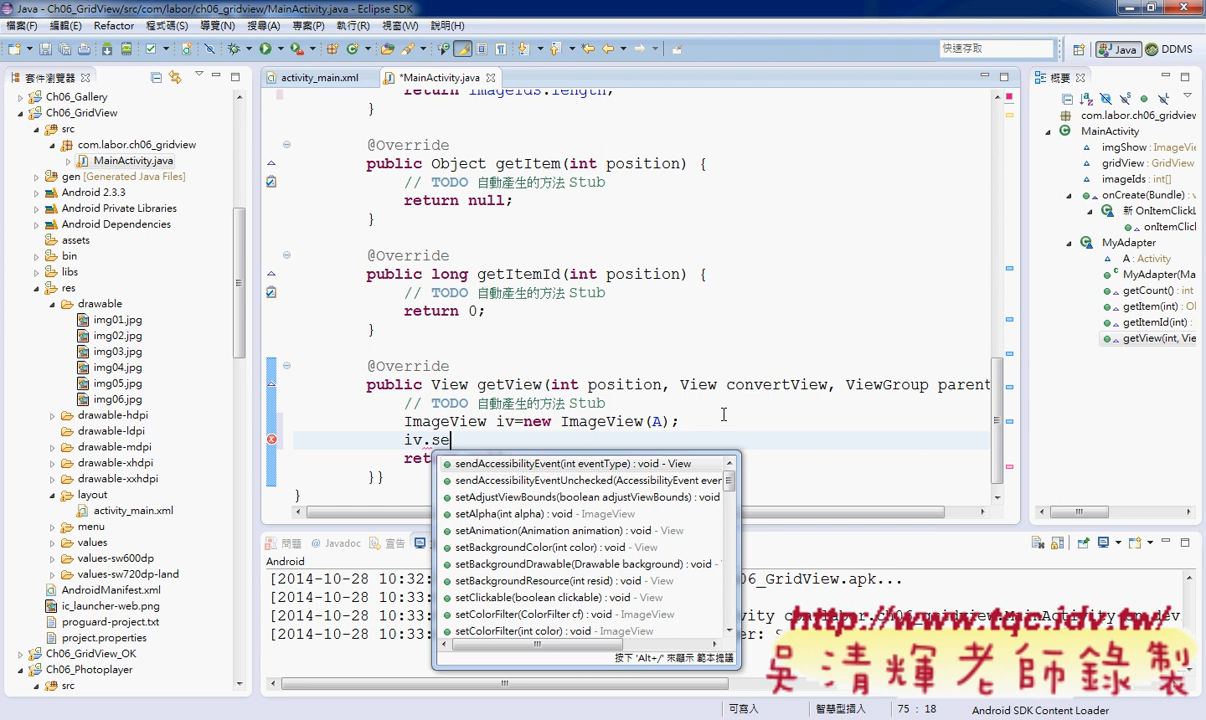 Java - Ch06_GridView/src/com/labor/ch06_gridview/MainActivity.java - Eclipse SDK
檔案(F) 編輯(E) Refactor 程式碼(S) 導覽(N) 搜尋(A) 專案(P) 執行(R) 視窗(W) 說明(H)
快速存取
Java
DDMS
套件瀏覽器
activity_main.xml
*MainActivity.java
概要
Ch06_Gallery
Ch06_GridView
src
com.labor.ch06_gridview
MainActivity.java
gen [Generated Java Files]
Android 2.3.3
Android Private Libraries
Android Dependencies
assets
bin
libs
res
drawable
img01.jpg
img02.jpg
img03.jpg
img04.jpg
img05.jpg
img06.jpg
drawable-hdpi
drawable-ldpi
drawable-mdpi
drawable-xhdpi
drawable-xxhdpi
layout
activity_main.xml
menu
values
values-sw600dp
values-sw720dp-land
AndroidManifest.xml
ic_launcher-web.png
proguard-project.txt
project.properties
Ch06_GridView_OK
Ch06_Photoplayer
src
return imageIds.length;
}
@Override
public Object getItem(int position) {
// TODO 自動產生的方法 Stub
return null;
}
@Override
public long getItemId(int position) {
// TODO 自動產生的方法 Stub
return 0;
}
@Override
public View getView(int position, View convertView, ViewGroup parent
// TODO 自動產生的方法 Stub
ImageView iv=new ImageView(A);
iv.se
ret
}}
}
sendAccessibilityEvent(int eventType) : void - View
sendAccessibilityEventUnchecked(AccessibilityEvent even
setAdjustViewBounds(boolean adjustViewBounds) : void
setAlpha(int alpha) : void - ImageView
setAnimation(Animation animation) : void - View
setBackgroundColor(int color) : void - View
setBackgroundDrawable(Drawable background) : void -
setBackgroundResource(int resid) : void - View
setClickable(boolean clickable) : void - View
setColorFilter(ColorFilter cf) : void - ImageView
setColorFilter(int color) : void - ImageView
按下 'Alt+/' 來顯示 範本提議
com.labor.ch06_gridview
MainActivity
imgShow : ImageVie
gridView : GridView
imageIds : int[]
onCreate(Bundle) : v
新 OnItemClickL
onItemClick
MyAdapter
A : Activity
MyAdapter(Ma
getCount() : int
getItem(int) : Ob
getItemId(int) :
getView(int, Vie
問題 @ Javadoc 宣告
Android
[2014-10-28 10:32:
[2014-10-28 10:33:
[2014-10-28 10:33:
[2014-10-28 10:33:
06_GridView.apk...
http://www.tqc.idv.tw/
吳清輝老師錄製
可寫入
智慧型插入
75 : 18
Android SDK Content Loader